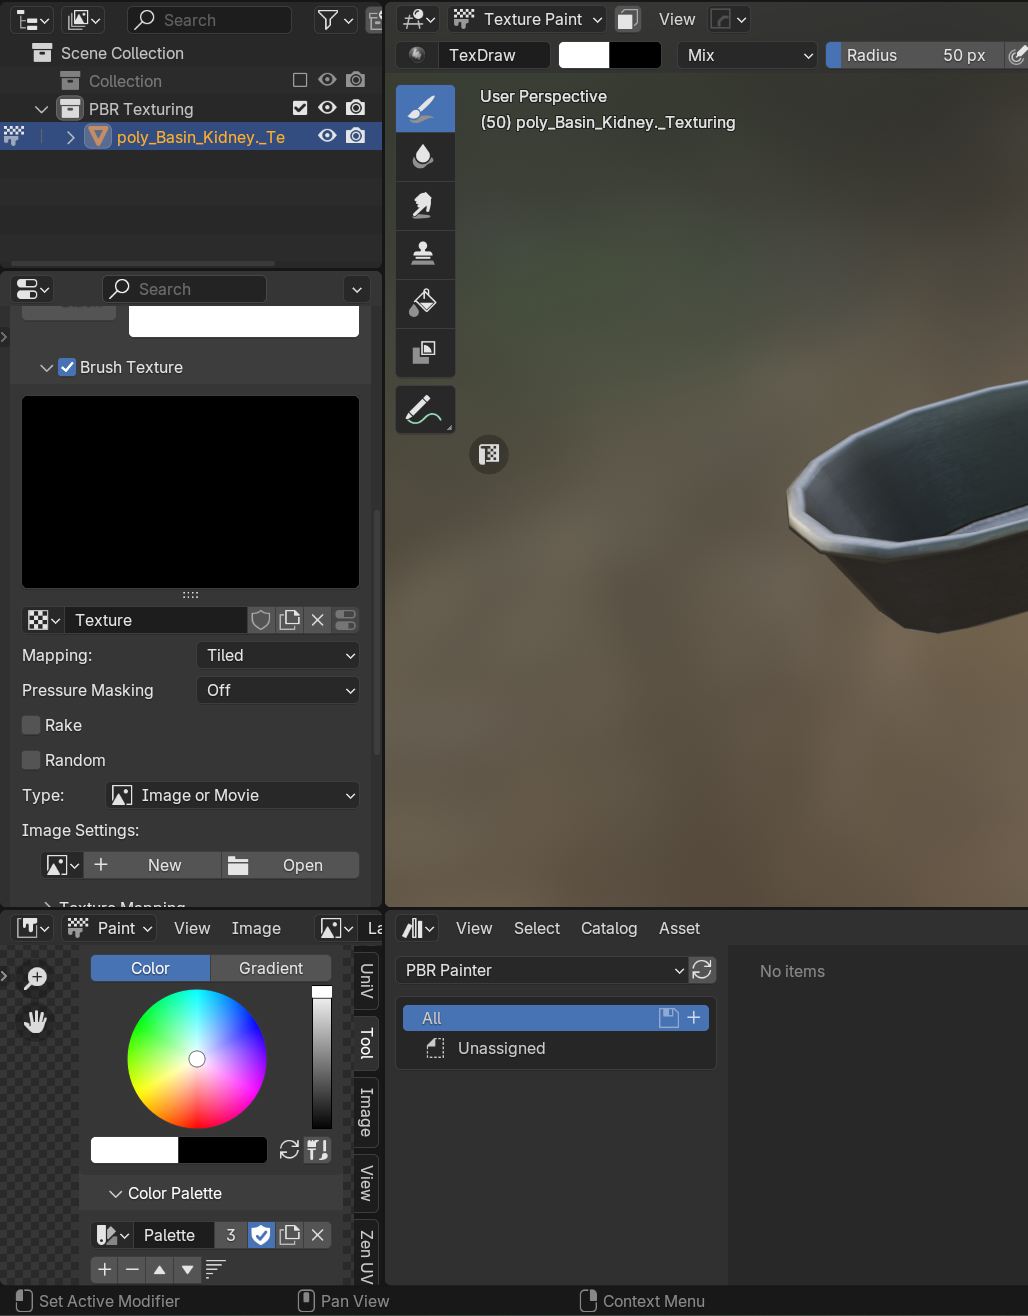 Search
Scene Collection
Collection
PBR Texturing
poly_Basin_Kidney._Te
Texture Paint
View
TexDraw
Mix
Radius 50 px
User Perspective
(50) poly_Basin_Kidney._Texturing
Search
Brush Texture
Texture
Mapping: Tiled
Pressure Masking Off
Rake
Random
Type: Image or Movie
Image Settings:
New Open
Texture Mapping
Paint View Image La
Color Gradient
UniV
Tool
Image
View
Zen UV
Color Palette
Palette 3
View Select Catalog Asset
PBR Painter
All
Unassigned
No items
Set Active Modifier
Pan View
Context Menu